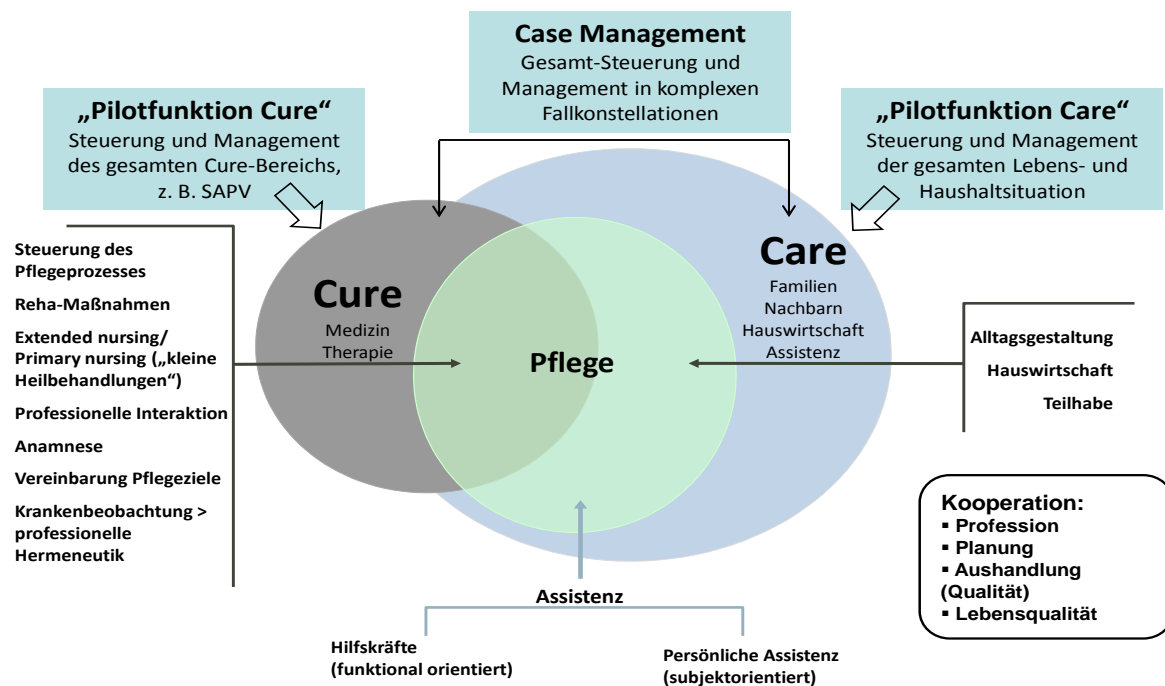 Case Management
Gesamt-Steuerung und
Management in komplexen
Fallkonstellationen
„Pilotfunktion Cure“
Steuerung und Management
des gesamten Cure-Bereichs,
z. B. SAPV
„Pilotfunktion Care“
Steuerung und Management
der gesamten Lebens- und
Haushaltsituation
Steuerung des
Pflegeprozesses
Reha-Maßnahmen
Extended nursing/
Primary nursing („kleine
Heilbehandlungen“)
Professionelle Interaktion
Anamnese
Vereinbarung Pflegeziele
Krankenbeobachtung >
professionelle
Hermeneutik
Cure
Medizin
Therapie
Pflege
Care
Familien
Nachbarn
Hauswirtschaft
Assistenz
Alltagsgestaltung
Hauswirtschaft
Teilhabe
Assistenz
Hilfskräfte
(funktional orientiert)
Persönliche Assistenz
(subjektorientiert)
Kooperation:
▪ Profession
▪ Planung
▪ Aushandlung
(Qualität)
▪ Lebensqualität